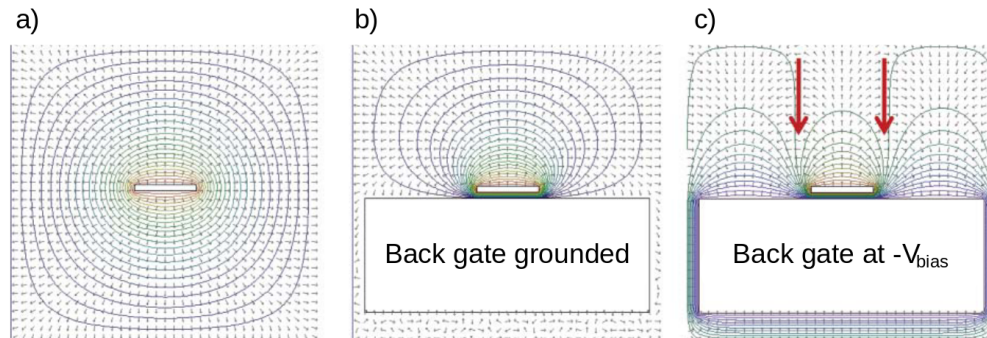 a)
b)
c)
Back gate grounded
Back gate at -Vbias